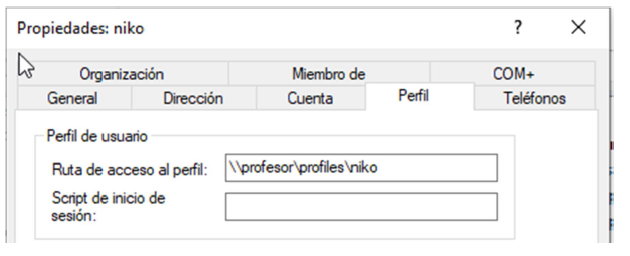 Propiedades: niko ? ✕
Organización Miembro de COM+
General Dirección Cuenta Perfil Teléfonos
Perfil de usuario
Ruta de acceso al perfil: \\profesor\profiles\niko
Script de inicio de
sesión: